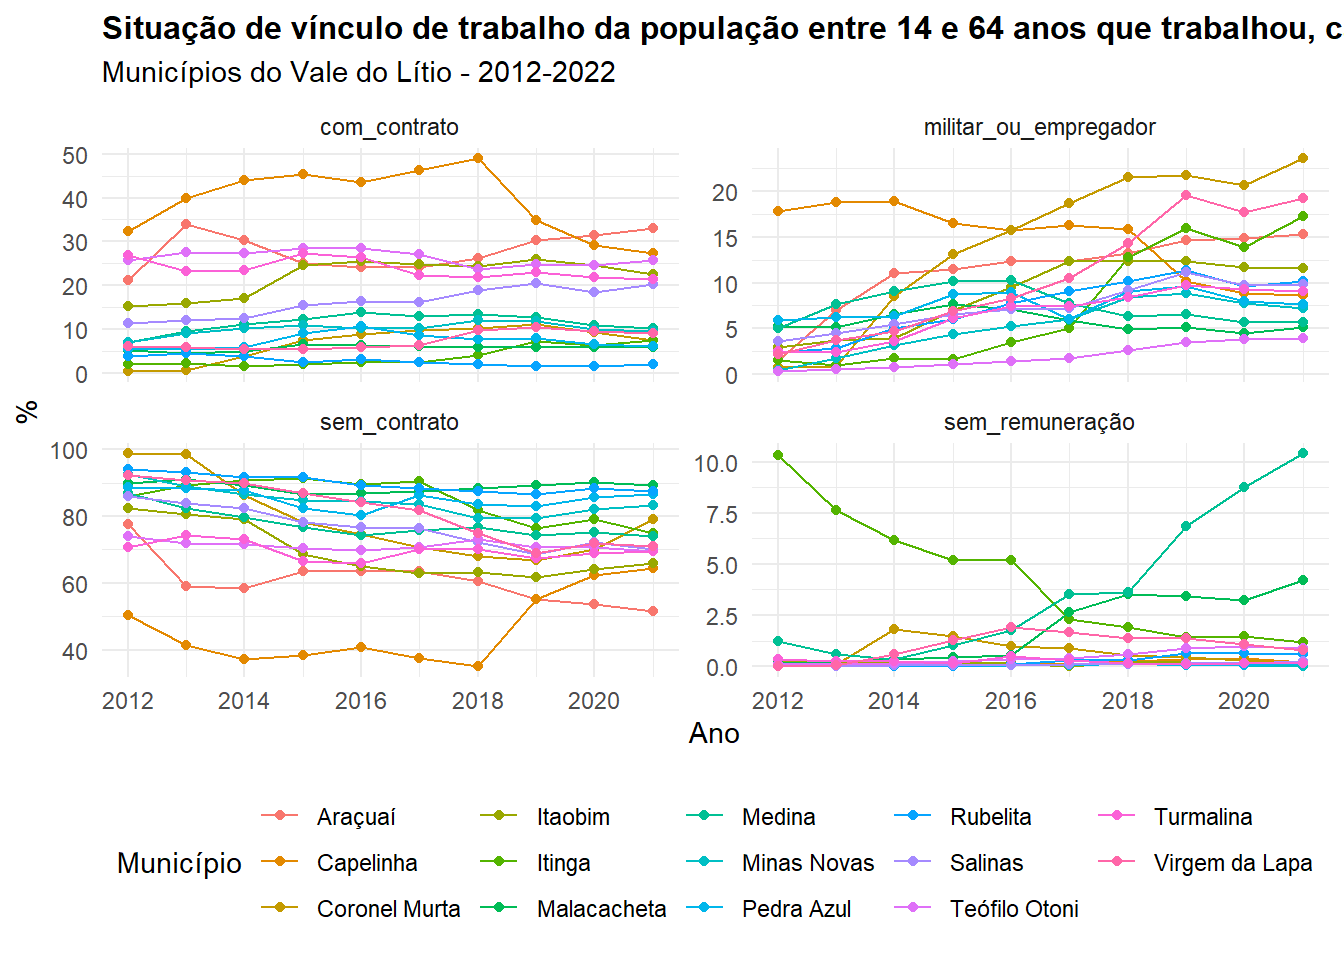 Situação de vínculo de trabalho da população entre 14 e 64 anos que trabalhou, c
Municípios do Vale do Lítio - 2012-2022
com_contrato
militar_ou_empregador
50
40
30
20
10
0
20
15
10
5
0
%
sem_contrato
sem_remuneração
100
80
60
40
10.0
7.5
5.0
2.5
0.0
2012 2014 2016 2018 2020
2012 2014 2016 2018 2020
Ano
Município
Araçuaí Itaobim Medina Rubelita Turmalina
Capelinha Itinga Minas Novas Salinas Virgem da Lapa
Coronel Murta Malacacheta Pedra Azul Teófilo Otoni